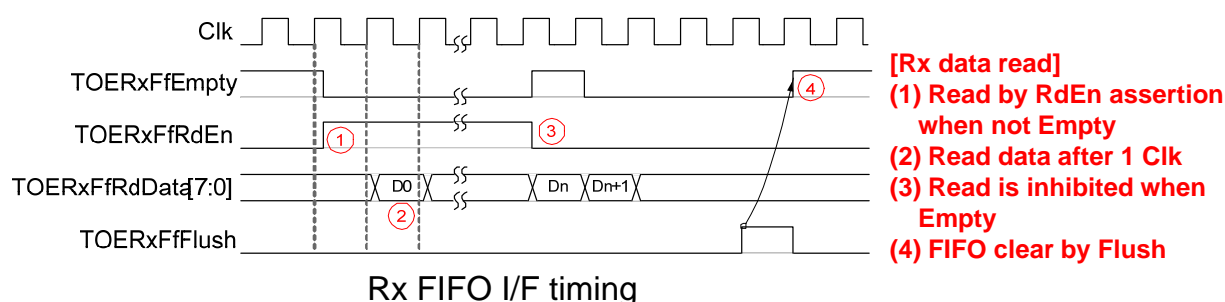 Clk
TOERxFfEmpty
TOERxFfRdEn
TOERxFfRdData[7:0]
TOERxFfFlush
1
2
3
4
D0
Dn
Dn+1
[Rx data read]
(1) Read by RdEn assertion
when not Empty
(2) Read data after 1 Clk
(3) Read is inhibited when
Empty
(4) FIFO clear by Flush
Rx FIFO I/F timing